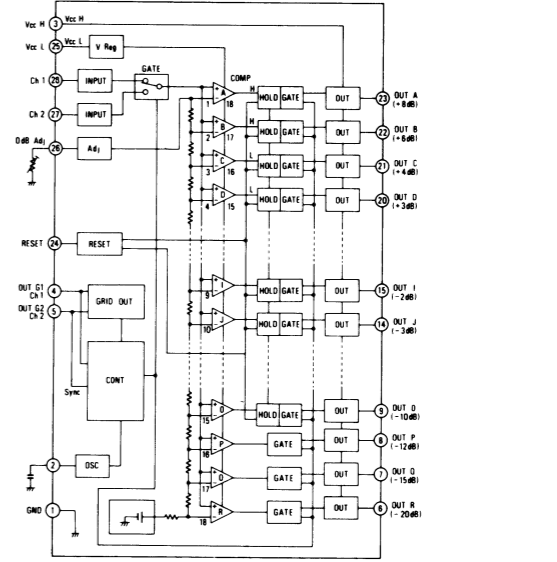 Vcc H 3 Vcc H
Vcc L 25 Vcc L V Reg
GATE
COMP
Ch 1 28 INPUT + A - 1 18 H HOLD GATE OUT 23 OUT A (+8dB)
Ch 2 27 INPUT + B - 2 17 H HOLD GATE OUT 22 OUT B (+6dB)
0dB Adj 26 Adj + C - 3 16 L HOLD GATE OUT 21 OUT C (+4dB)
+ D - 4 15 L HOLD GATE OUT 20 OUT D (+3dB)
RESET 24 RESET
OUT G1 Ch 1 4 GRID OUT + I - 9 HOLD GATE OUT 15 OUT I (-2dB)
OUT G2 Ch 2 5 + J - 10 HOLD GATE OUT 14 OUT J (-3dB)
CONT
Sync
+ O - 15 HOLD GATE OUT 9 OUT O (-10dB)
+ P - 16 GATE OUT 8 OUT P (-12dB)
2 OSC + Q - 17 GATE OUT 7 OUT Q (-15dB)
GND 1 + R - 18 GATE OUT 6 OUT R (-20dB)